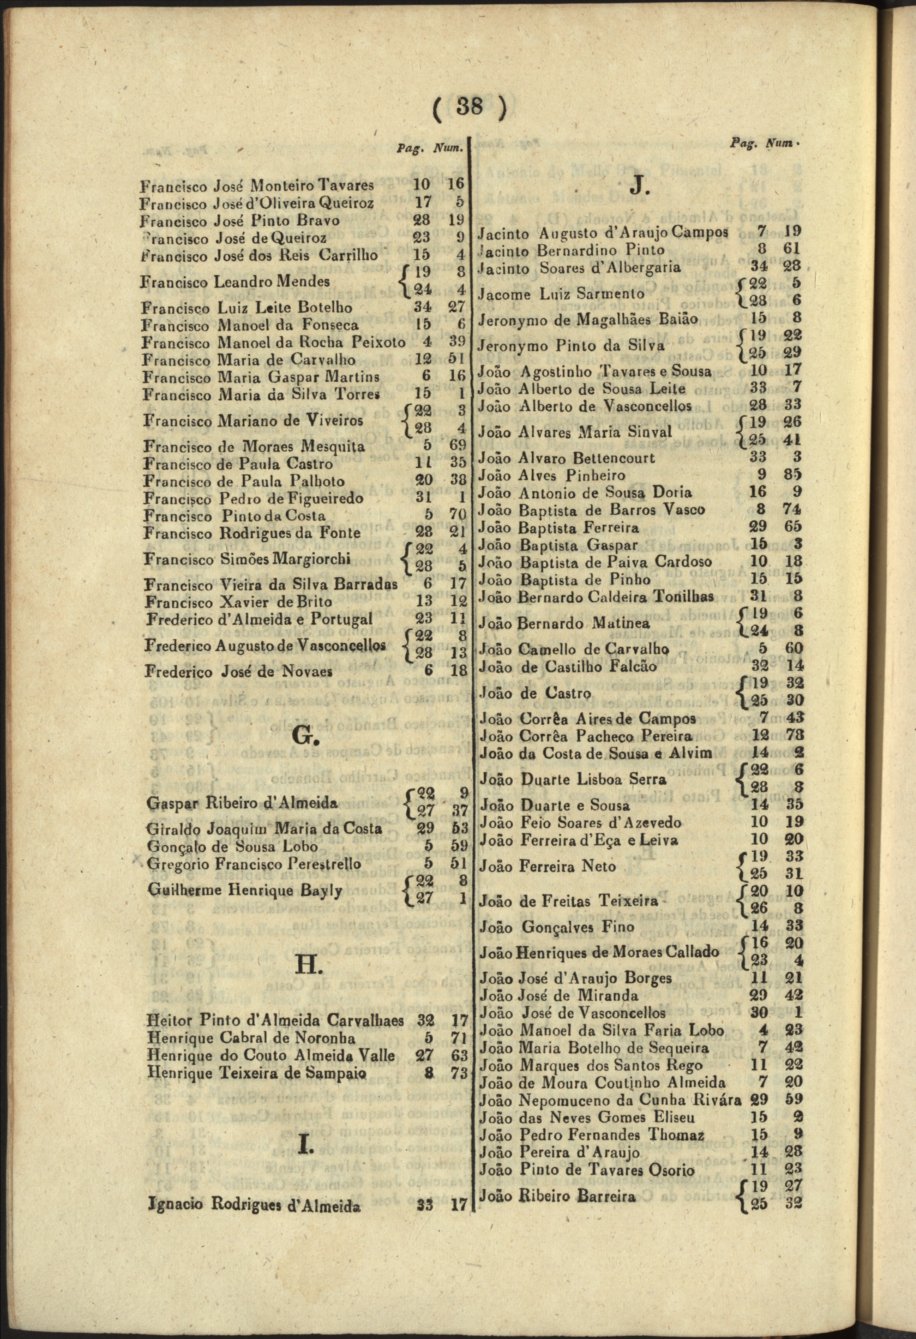 ( 38 )
Pag. Num.
Francisco José Monteiro Tavares 10 16
Francisco José d'Oliveira Queiroz 17 5
Francisco José Pinto Bravo 28 19
Francisco José de Queiroz 23 9
Francisco José dos Reis Carrilho 15 4
Francisco Leandro Mendes { 19 8
24 4
Francisco Luiz Leite Botelho 34 27
Francisco Manoel da Fonseca 15 6
Francisco Manoel da Rocha Peixoto 4 39
Francisco Maria de Carvalho 12 51
Francisco Maria Gaspar Martins 6 16
Francisco Maria da Silva Torres 15 1
Francisco Mariano de Viveiros { 22 3
28 4
Francisco de Moraes Mesquita 5 69
Francisco de Paula Castro 11 35
Francisco de Paula Palhoto 20 38
Francisco Pedro de Figueiredo 31 1
Francisco Pinto da Costa 5 70
Francisco Rodrigues da Fonte 28 21
Francisco Simões Margiorchi { 22 4
28 5
Francisco Vieira da Silva Barradas 6 17
Francisco Xavier de Brito 13 12
Frederico d'Almeida e Portugal 23 11
Frederico Augusto de Vasconcellos { 22 8
28 13
Frederico José de Novaes 6 18
G.
Gaspar Ribeiro d'Almeida { 22 9
27 37
Giraldo Joaquim Maria da Costa 29 53
Gonçalo de Sousa Lobo 5 59
Gregorio Francisco Perestrello 5 51
Guilherme Henrique Bayly { 22 8
27 1
H.
Heitor Pinto d'Almeida Carvalhaes 32 17
Henrique Cabral de Noronha 5 71
Henrique do Couto Almeida Valle 27 63
Henrique Teixeira de Sampaio 8 73
I.
Ignacio Rodrigues d'Almeida 33 17
Pag. Num.
J.
Jacinto Augusto d'Araujo Campos 7 19
Jacinto Bernardino Pinto 8 61
Jacinto Soares d'Albergaria 34 28
Jacome Luiz Sarmento { 22 5
28 6
Jeronymo de Magalhães Baião 15 8
Jeronymo Pinto da Silva { 19 22
25 29
João Agostinho Tavares e Sousa 10 17
João Alberto de Sousa Leite 33 7
João Alberto de Vasconcellos 28 33
João Alvares Maria Sinval { 19 26
25 41
João Alvaro Bettencourt 33 3
João Alves Pinheiro 9 85
João Antonio de Sousa Doria 16 9
João Baptista de Barros Vasco 8 74
João Baptista Ferreira 29 65
João Baptista Gaspar 15 3
João Baptista de Paiva Cardoso 10 18
João Baptista de Pinho 15 15
João Bernardo Caldeira Tonilhas 31 8
João Bernardo Matinea { 19 6
24 8
João Camello de Carvalho 5 60
João de Castilho Falcão 32 14
João de Castro { 19 32
25 30
João Corrêa Aires de Campos 7 43
João Corrêa Pacheco Pereira 12 78
João da Costa de Sousa e Alvim 14 2
João Duarte Lisboa Serra { 22 6
28 8
João Duarte e Sousa 14 35
João Feio Soares d'Azevedo 10 19
João Ferreira d'Eça e Leiva 10 20
João Ferreira Neto { 19 33
25 31
João de Freitas Teixeira { 20 10
26 8
João Gonçalves Fino 14 33
João Henriques de Moraes Callado { 16 20
23 4
João José d'Araujo Borges 11 21
João José de Miranda 29 42
João José de Vasconcellos 30 1
João Manoel da Silva Faria Lobo 4 23
João Maria Botelho de Sequeira 7 42
João Marques dos Santos Rego 11 22
João de Moura Coutinho Almeida 7 20
João Nepomuceno da Cunha Rivára 29 59
João das Neves Gomes Eliseu 15 2
João Pedro Fernandes Thomaz 15 9
João Pereira d'Araujo 14 28
João Pinto de Tavares Osorio 11 23
João Ribeiro Barreira { 19 27
25 32